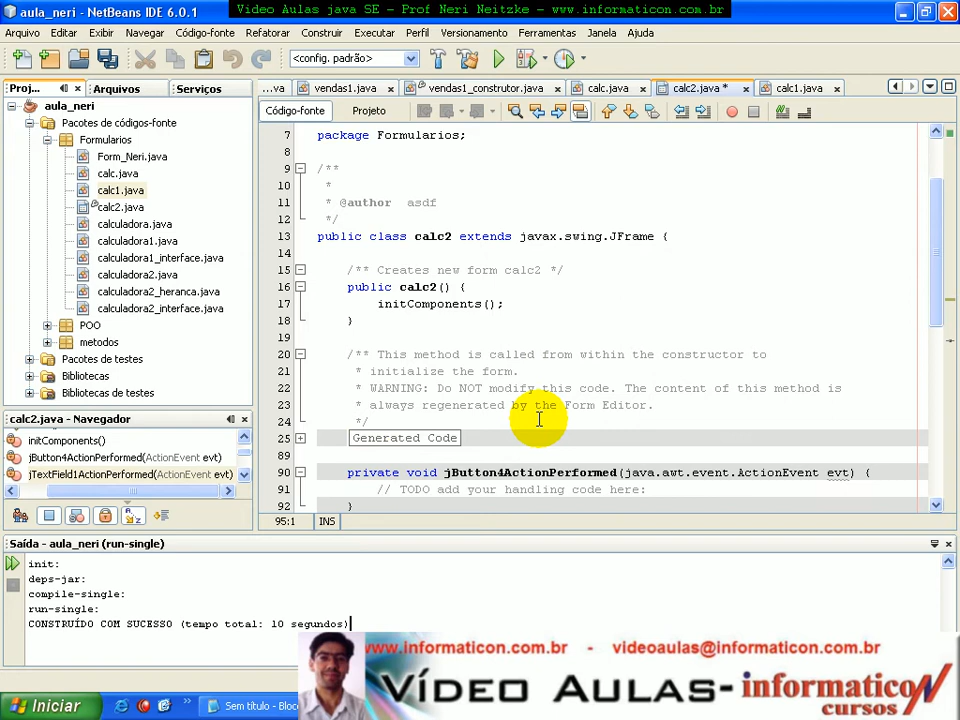 Video Aulas java SE - Prof Neri Neitzke - www.informaticon.com.br
aula_neri - NetBeans IDE 6.0.1
Arquivo Editar Exibir Navegar Código-fonte Refatorar Construir Executar Perfil Versionamento Ferramentas Janela Ajuda
<config. padrão>
Proj... Arquivos Serviços
...va vendas1.java vendas1_construtor.java calc.java calc2.java * calc1.java
Código-fonte Projeto
aula_neri
Pacotes de códigos-fonte
Formularios
Form_Neri.java
calc.java
calc1.java
calc2.java
calculadora.java
calculadora1.java
calculadora1_interface.java
calculadora2.java
calculadora2_heranca.java
calculadora2_interface.java
POO
metodos
Pacotes de testes
Bibliotecas
Bibliotecas de testes
7 package Formularios;
8
9 /**
10 *
11 * @author asdf
12 */
13 public class calc2 extends javax.swing.JFrame {
14
15 /** Creates new form calc2 */
16 public calc2() {
17 initComponents();
18 }
19
20 /** This method is called from within the constructor to
21 * initialize the form.
22 * WARNING: Do NOT modify this code. The content of this method is
23 * always regenerated by the Form Editor.
24 */
25 Generated Code
89
90 private void jButton4ActionPerformed(java.awt.event.ActionEvent evt) {
91 // TODO add your handling code here:
92 }
95:1 INS
calc2.java - Navegador
initComponents()
jButton4ActionPerformed(ActionEvent evt)
jTextField1ActionPerformed(ActionEvent evt)
Saída - aula_neri (run-single)
init:
deps-jar:
compile-single:
run-single:
CONSTRUÍDO COM SUCESSO (tempo total: 10 segundos)
www.informaticon.com.br - videoaulas@informaticon.com.br
VÍDEO AULAS-informaticon
cursos
Iniciar
Sem título - Bloc